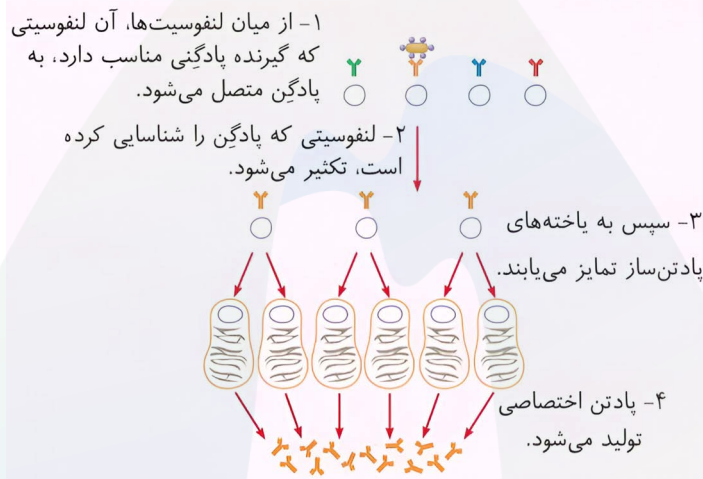 ۱- از میان لنفوسیت‌ها، آن لنفوسیتی
که گیرنده پادگِنی مناسب دارد، به
پادگِن متصل می‌شود.
۲- لنفوسیتی که پادگِن را شناسایی کرده
است، تکثیر می‌شود.
۳- سپس به یاخته‌های
پادتن‌ساز تمایز می‌یابند.
۴- پادتن اختصاصی
تولید می‌شود.